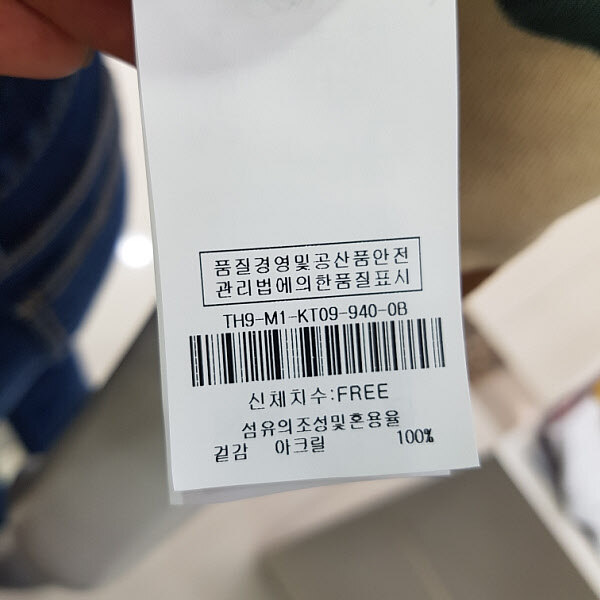 품질경영및공산품안전
관리법에의한품질표시
TH9-M1-KT09-940-0B
신체치수:FREE
섬유의조성및혼용율
겉감 아크릴 100%